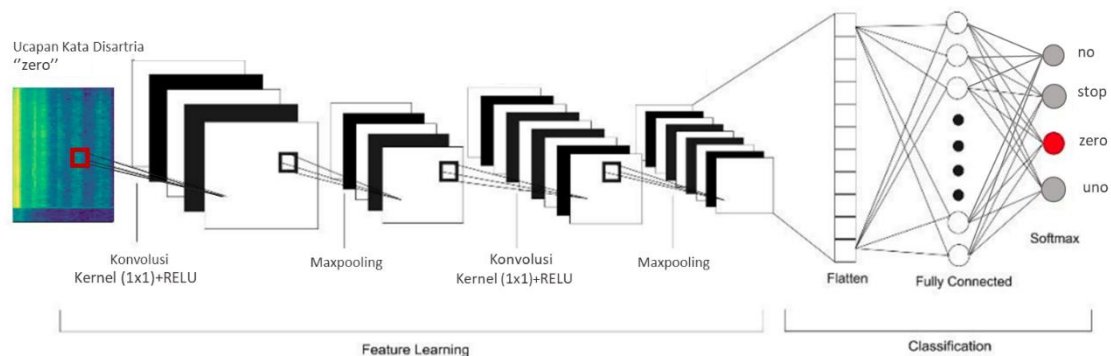 Ucapan Kata Disartria
“zero”
Konvolusi
Kernel (1x1)+RELU
Maxpooling
Konvolusi
Kernel (1x1)+RELU
Maxpooling
Flatten
Fully Connected
no
stop
zero
uno
Softmax
Feature Learning
Classification